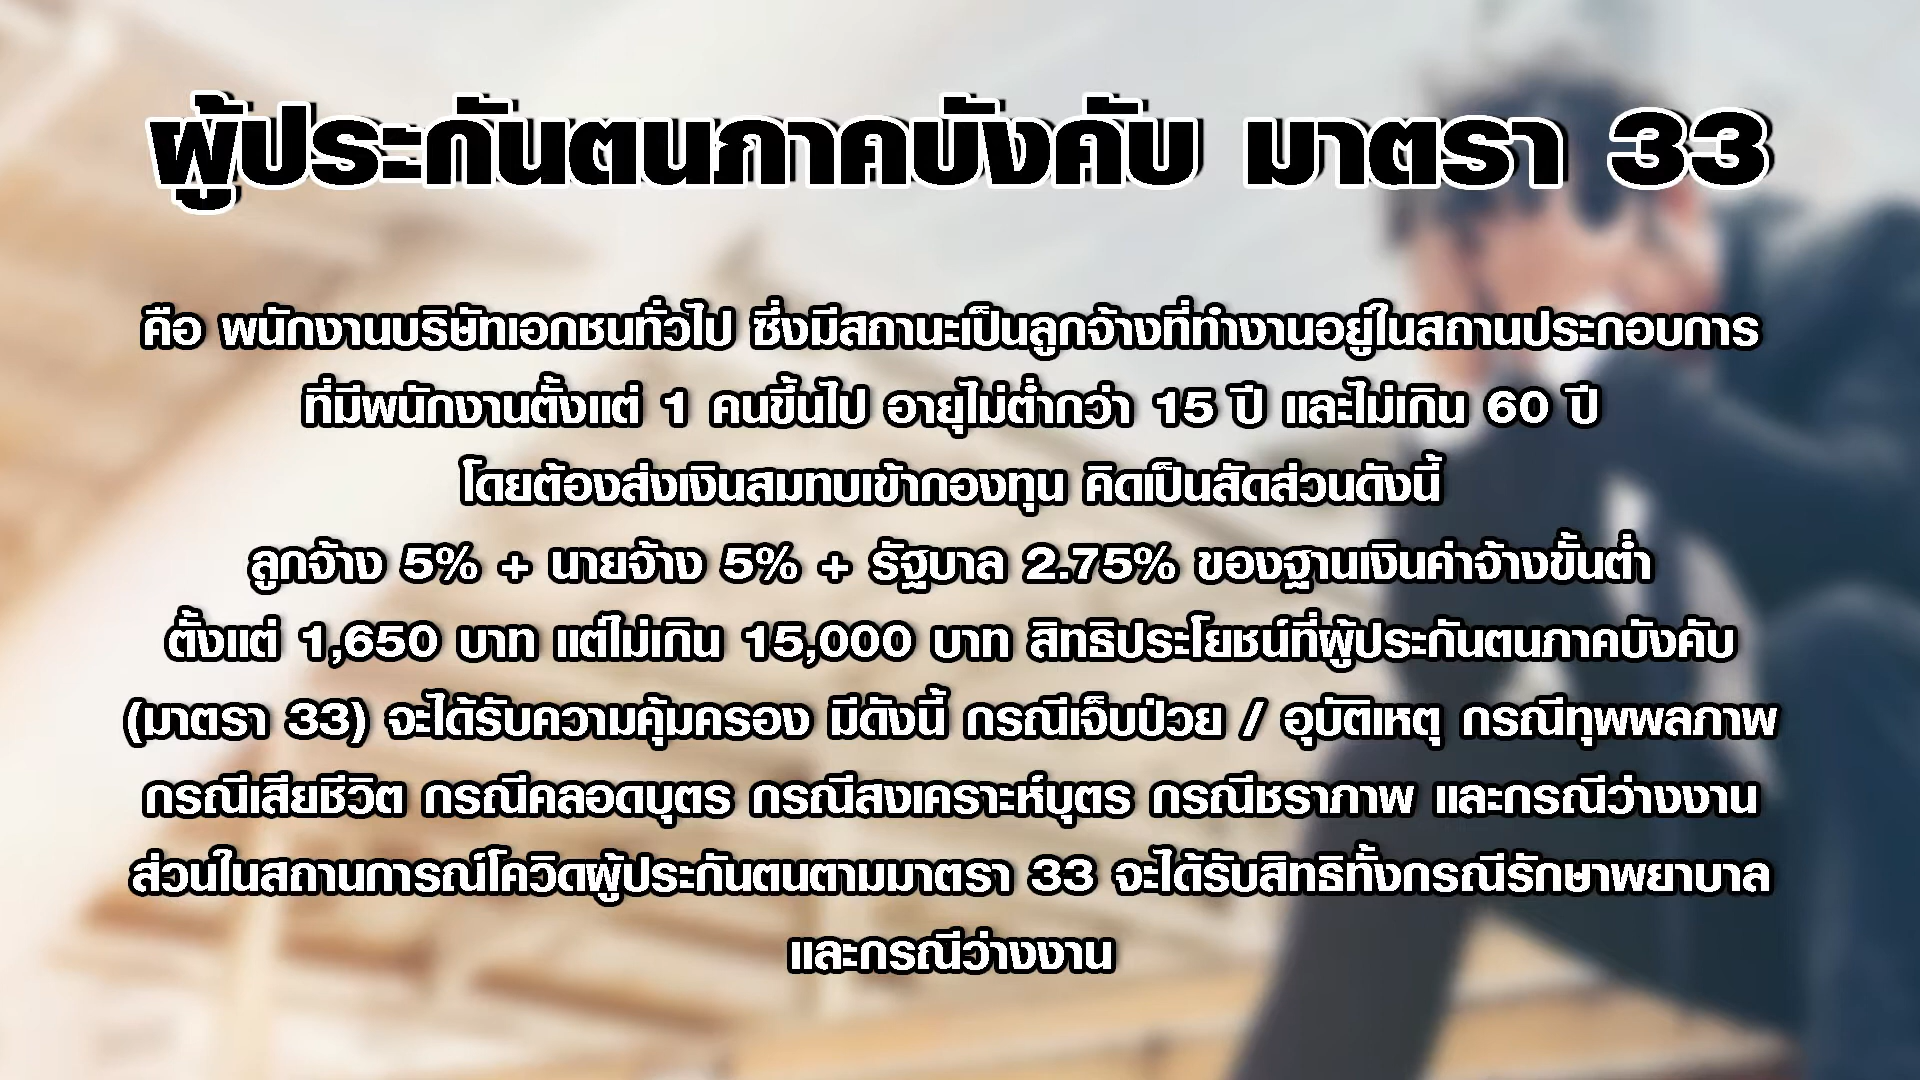 ผู้ประกันตนภาคบังคับ มาตรา 33
คือ พนักงานบริษัทเอกชนทั่วไป ซึ่งมีสถานะเป็นลูกจ้างที่ทำงานอยู่ในสถานประกอบการ
ที่มีพนักงานตั้งแต่ 1 คนขึ้นไป อายุไม่ต่ำกว่า 15 ปี และไม่เกิน 60 ปี
โดยต้องส่งเงินสมทบเข้ากองทุน คิดเป็นสัดส่วนดังนี้
ลูกจ้าง 5% + นายจ้าง 5% + รัฐบาล 2.75% ของฐานเงินค่าจ้างขั้นต่ำ
ตั้งแต่ 1,650 บาท แต่ไม่เกิน 15,000 บาท สิทธิประโยชน์ที่ผู้ประกันตนภาคบังคับ
(มาตรา 33) จะได้รับความคุ้มครอง มีดังนี้ กรณีเจ็บป่วย / อุบัติเหตุ กรณีทุพพลภาพ
กรณีเสียชีวิต กรณีคลอดบุตร กรณีสงเคราะห์บุตร กรณีชราภาพ และกรณีว่างงาน
ส่วนในสถานการณ์โควิดผู้ประกันตนตามมาตรา 33 จะได้รับสิทธิทั้งกรณีรักษาพยาบาล
และกรณีว่างงาน